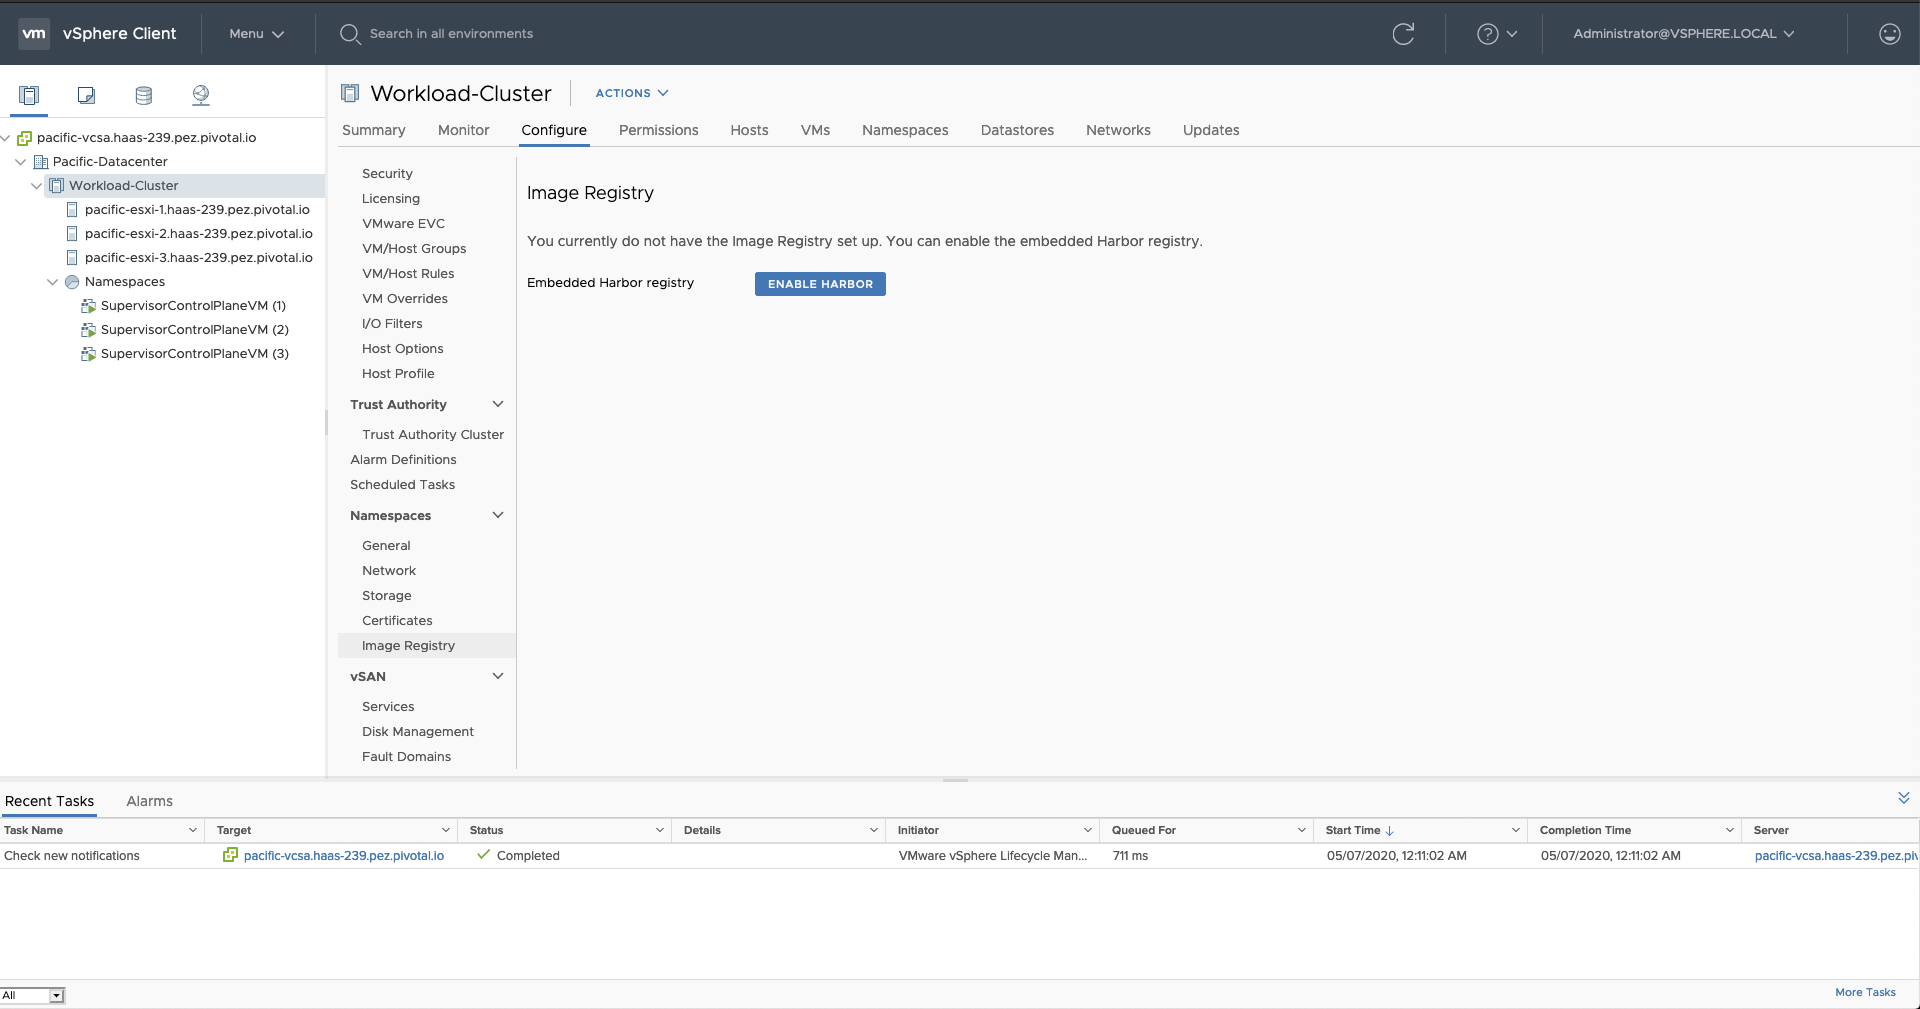 vm vSphere Client Menu Search in all environments Administrator@VSPHERE.LOCAL
pacific-vcsa.haas-239.pez.pivotal.io
Pacific-Datacenter
Workload-Cluster
pacific-esxi-1.haas-239.pez.pivotal.io
pacific-esxi-2.haas-239.pez.pivotal.io
pacific-esxi-3.haas-239.pez.pivotal.io
Namespaces
SupervisorControlPlaneVM (1)
SupervisorControlPlaneVM (2)
SupervisorControlPlaneVM (3)
Workload-Cluster ACTIONS
Summary Monitor Configure Permissions Hosts VMs Namespaces Datastores Networks Updates
Security
Licensing
VMware EVC
VM/Host Groups
VM/Host Rules
VM Overrides
I/O Filters
Host Options
Host Profile
Trust Authority
Trust Authority Cluster
Alarm Definitions
Scheduled Tasks
Namespaces
General
Network
Storage
Certificates
Image Registry
vSAN
Services
Disk Management
Fault Domains
Image Registry
You currently do not have the Image Registry set up. You can enable the embedded Harbor registry.
Embedded Harbor registry ENABLE HARBOR
Recent Tasks Alarms
Task Name Target Status Details Initiator Queued For Start Time Completion Time Server
Check new notifications pacific-vcsa.haas-239.pez.pivotal.io Completed VMware vSphere Lifecycle Man... 711 ms 05/07/2020, 12:11:02 AM 05/07/2020, 12:11:02 AM pacific-vcsa.haas-239.pez.piv
All More Tasks